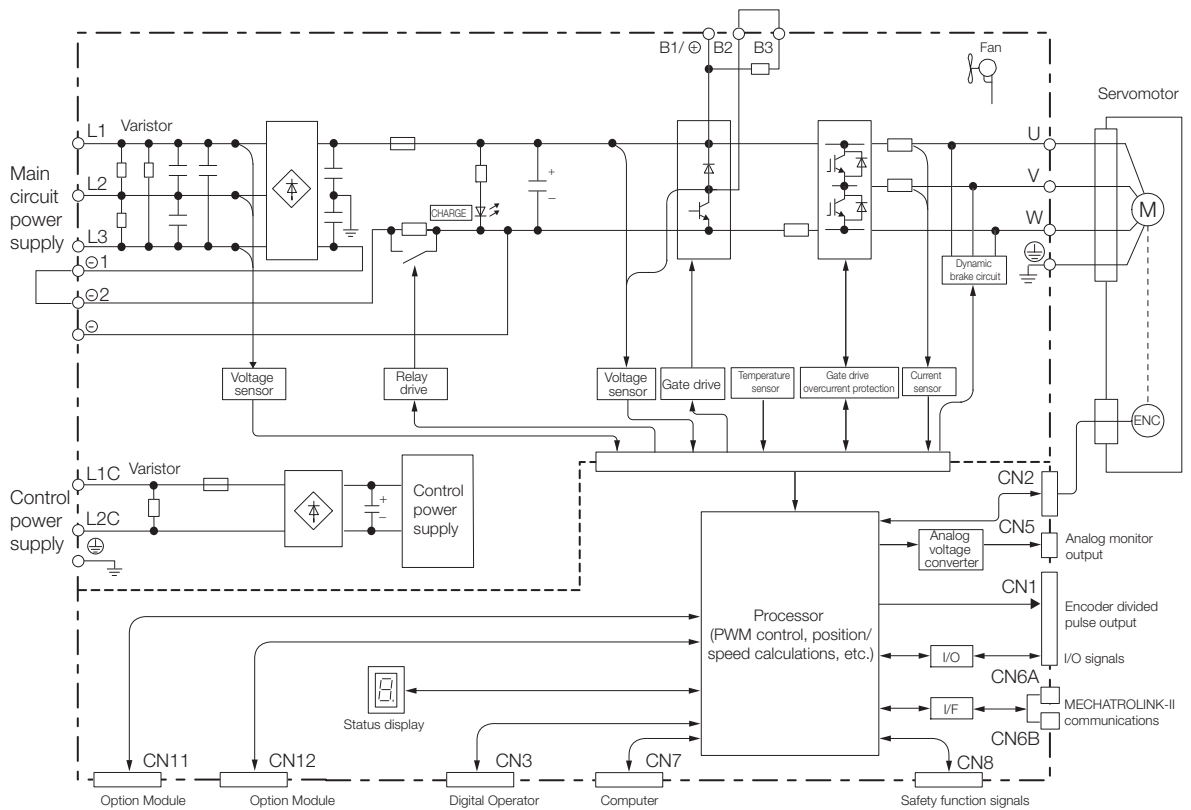 B1/ ⊕ B2 B3
Fan
Servomotor
L1 Varistor
L2
L3
Main
circuit
power
supply
⊖1
⊖2
⊖
CHARGE
+
–
U
V
W
M
Dynamic
brake circuit
Voltage
sensor
Relay
drive
Voltage
sensor
Gate drive
Temperature
sensor
Gate drive
overcurrent protection
Current
sensor
ENC
L1C Varistor
L2C
Control
power
supply
+
–
Control
power
supply
CN2
CN5
Analog
voltage
converter
Analog monitor
output
CN1
Encoder divided
pulse output
Processor
(PWM control, position/
speed calculations, etc.)
I/O
I/O signals
CN6A
I/F
MECHATROLINK-II
communications
CN6B
8.
Status display
CN11
CN12
CN3
CN7
CN8
Option Module
Option Module
Digital Operator
Computer
Safety function signals